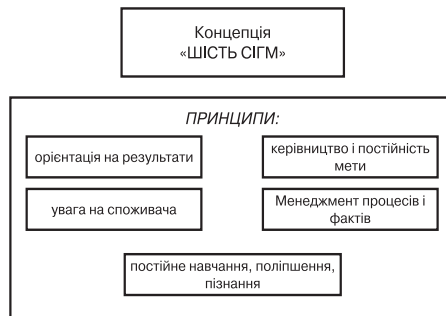 Концепція
«ШІСТЬ СІГМ»
ПРИНЦИПИ:
орієнтація на результати
керівництво і постійність
мети
увага на споживача
Менеджмент процесів і
фактів
постійне навчання, поліпшення,
пізнання